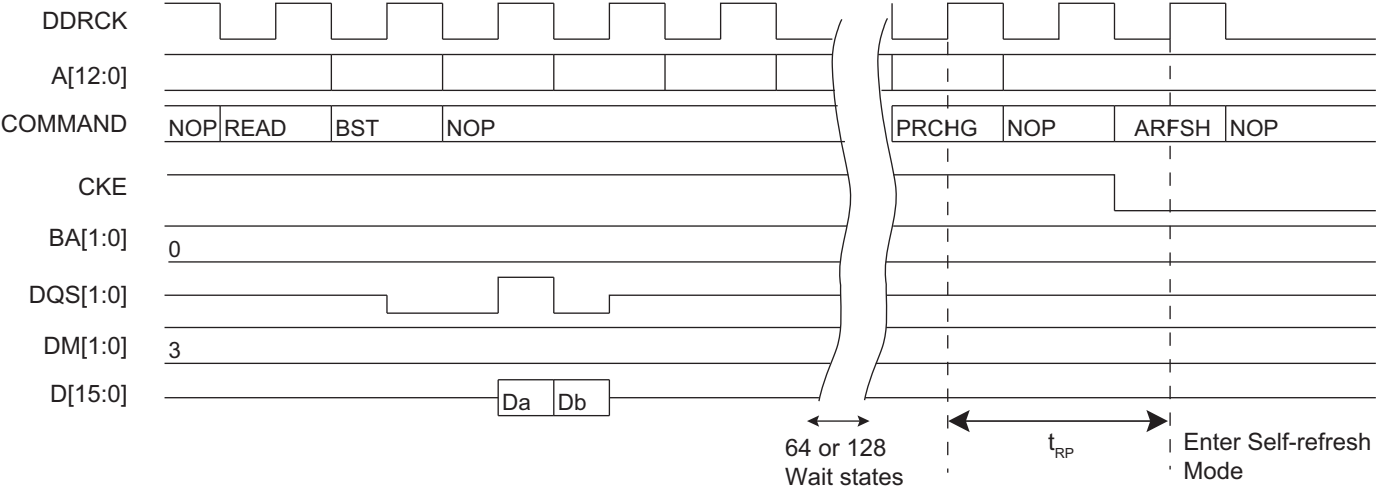 DDRCK
A[12:0]
COMMAND NOP READ BST NOP PRCHG NOP ARFSH NOP
CKE
BA[1:0] 0
DQS[1:0]
DM[1:0] 3
D[15:0] Da Db
64 or 128
Wait states
tRP
Enter Self-refresh
Mode